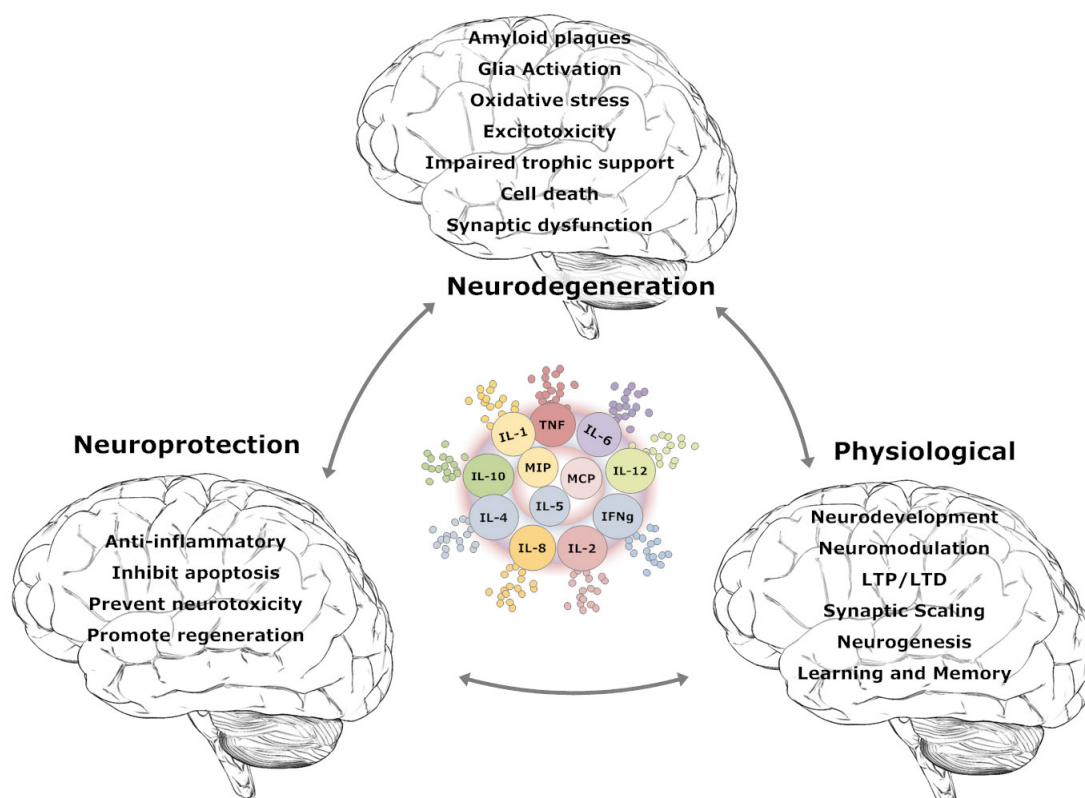 Amyloid plaques
Glia Activation
Oxidative stress
Excitotoxicity
Impaired trophic support
Cell death
Synaptic dysfunction
Neurodegeneration
Neuroprotection
Anti-inflammatory
Inhibit apoptosis
Prevent neurotoxicity
Promote regeneration
IL-1
TNF
IL-6
IL-10
MIP
MCP
IL-12
IL-4
IL-5
IFNg
IL-8
IL-2
Physiological
Neurodevelopment
Neuromodulation
LTP/LTD
Synaptic Scaling
Neurogenesis
Learning and Memory